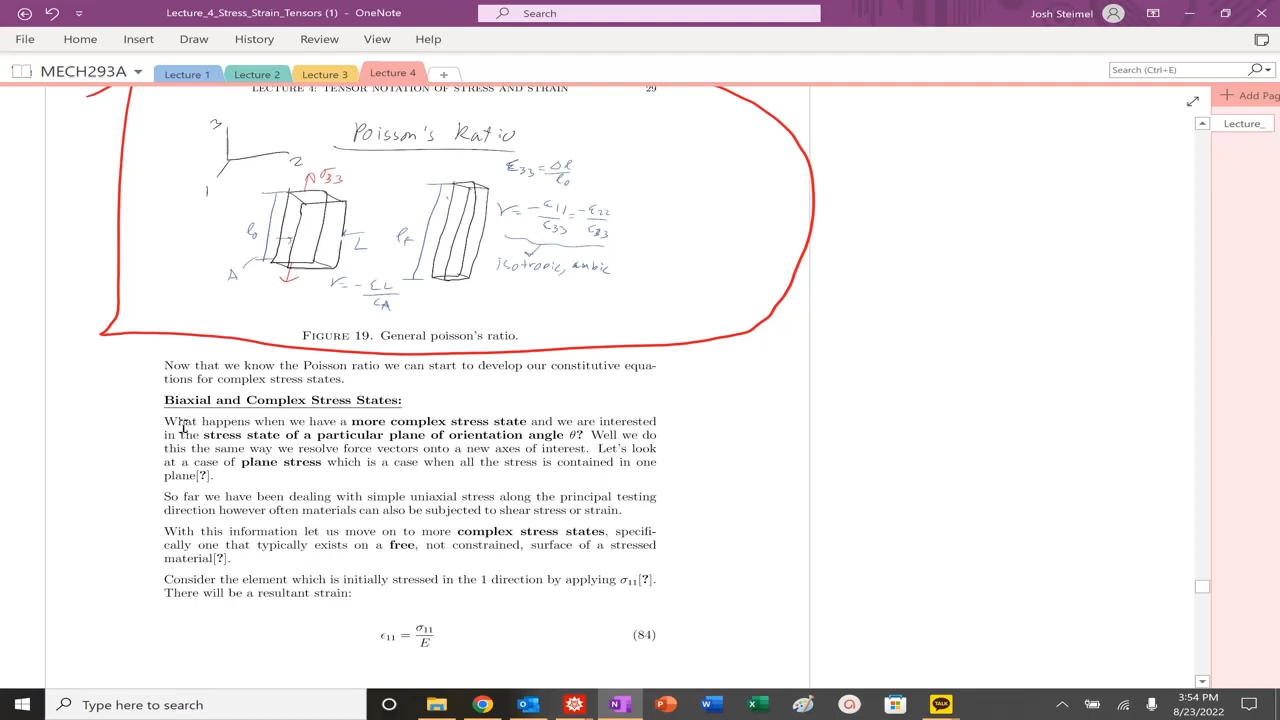 Lecture_4_Stress_Strain_Tensors (1) - OneNote
Search
Josh Steimel
File Home Insert Draw History Review View Help
MECH293A
Lecture 1 Lecture 2 Lecture 3 Lecture 4
Search (Ctrl+E)
LECTURE 4: TENSOR NOTATION OF STRESS AND STRAIN 29
Add Pag
Lecture_
3
Poisson's Ratio
2
1
σ33
ε33 = Δl/l0
l0
L
lf
ν = -ε11/ε33 = -ε22/ε33
isotropic, cubic
A
ν = -εL/εA
FIGURE 19. General poisson's ratio.
Now that we know the Poisson ratio we can start to develop our constitutive equa-
tions for complex stress states.
Biaxial and Complex Stress States:
What happens when we have a more complex stress state and we are interested
in the stress state of a particular plane of orientation angle θ? Well we do
this the same way we resolve force vectors onto a new axes of interest. Let's look
at a case of plane stress which is a case when all the stress is contained in one
plane[?].
So far we have been dealing with simple uniaxial stress along the principal testing
direction however often materials can also be subjected to shear stress or strain.
With this information let us move on to more complex stress states, specifi-
cally one that typically exists on a free, not constrained, surface of a stressed
material[?].
Consider the element which is initially stressed in the 1 direction by applying σ11[?].
There will be a resultant strain:
ϵ11 = σ11/E (84)
Type here to search
TALK
3:54 PM
8/23/2022